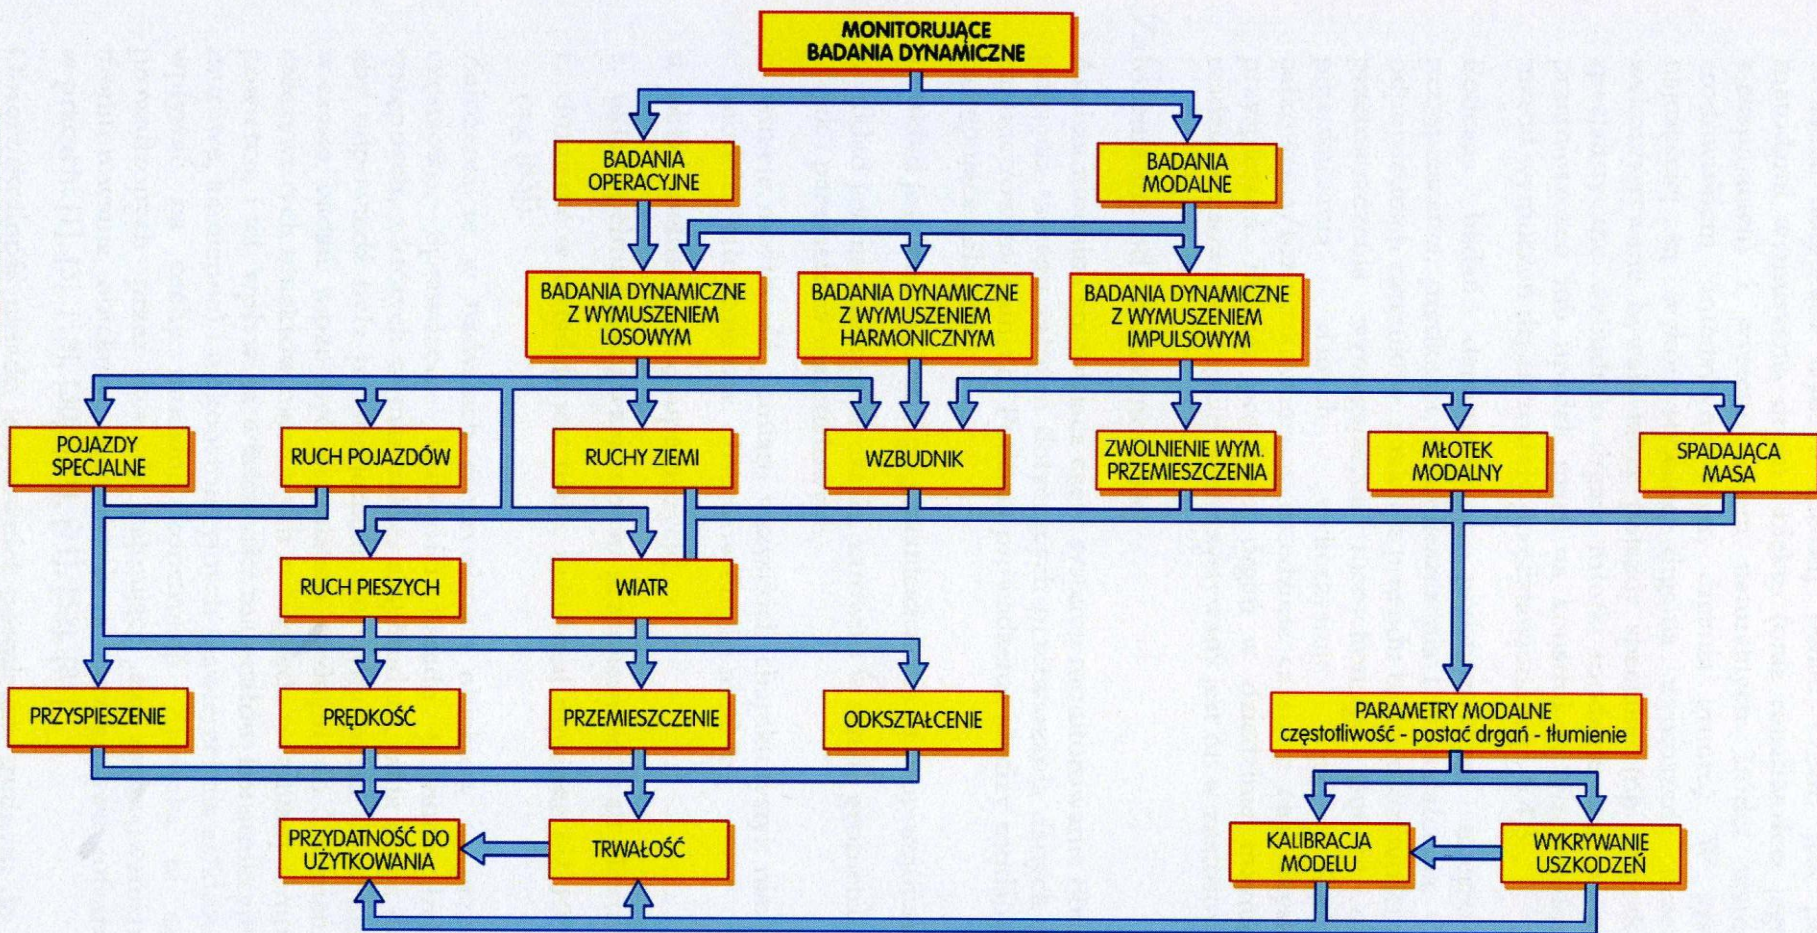 MONITORUJĄCE
BADANIA DYNAMICZNE
BADANIA
OPERACYJNE
BADANIA
MODALNE
BADANIA DYNAMICZNE
Z WYMUSZENIEM
LOSOWYM
BADANIA DYNAMICZNE
Z WYMUSZENIEM
HARMONICZNYM
BADANIA DYNAMICZNE
Z WYMUSZENIEM
IMPULSOWYM
POJAZDY
SPECJALNE
RUCH POJAZDÓW
RUCHY ZIEMI
WZBUDNIK
ZWOLNIENIE WYM.
PRZEMIESZCZENIA
MŁOTEK
MODALNY
SPADAJĄCA
MASA
RUCH PIESZYCH
WIATR
PRZYSPIESZENIE
PRĘDKOŚĆ
PRZEMIESZCZENIE
ODKSZTAŁCENIE
PARAMETRY MODALNE
częstotliwość - postać drgań - tłumienie
PRZYDATNOŚĆ DO
UŻYTKOWANIA
TRWAŁOŚĆ
KALIBRACJA
MODELU
WYKRYWANIE
USZKODZEŃ